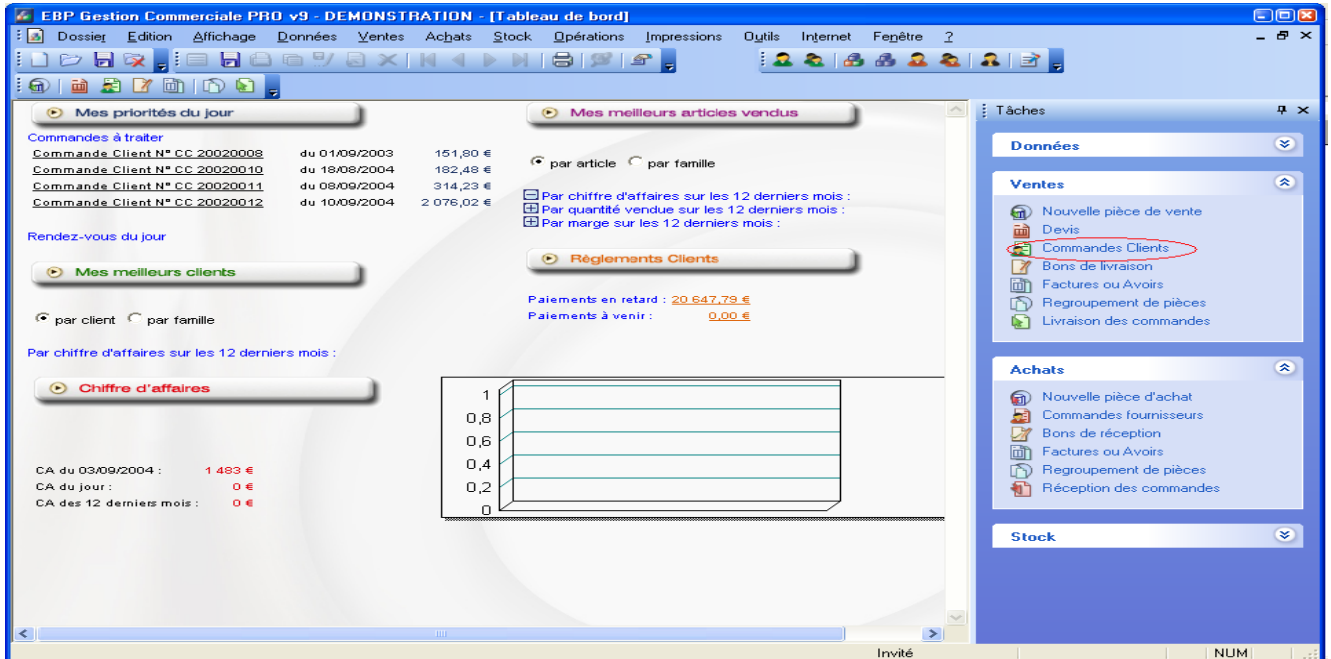 EBP Gestion Commerciale PRO v9 - DEMONSTRATION - [Tableau de bord]
Dossier Edition Affichage Données Ventes Achats Stock Opérations Impressions Outils Internet Fenêtre ?
Mes priorités du jour
Commandes à traiter
Commande Client N° CC 20020008 du 01/09/2003 151,80 €
Commande Client N° CC 20020010 du 18/08/2004 182,48 €
Commande Client N° CC 20020011 du 08/09/2004 314,23 €
Commande Client N° CC 20020012 du 10/09/2004 2 076,02 €
Rendez-vous du jour
Mes meilleurs clients
par client par famille
Par chiffre d'affaires sur les 12 derniers mois :
Chiffre d'affaires
CA du 03/09/2004 : 1 483 €
CA du jour : 0 €
CA des 12 derniers mois : 0 €
Mes meilleurs articles vendus
par article par famille
Par chiffre d'affaires sur les 12 derniers mois :
Par quantité vendue sur les 12 derniers mois :
Par marge sur les 12 derniers mois :
Règlements Clients
Paiements en retard : 20 647,79 €
Paiements à venir : 0,00 €
1
0,8
0,6
0,4
0,2
0
Tâches
Données
Ventes
Nouvelle pièce de vente
Devis
Commandes Clients
Bons de livraison
Factures ou Avoirs
Regroupement de pièces
Livraison des commandes
Achats
Nouvelle pièce d'achat
Commandes fournisseurs
Bons de réception
Factures ou Avoirs
Regroupement de pièces
Réception des commandes
Stock
Invité NUM